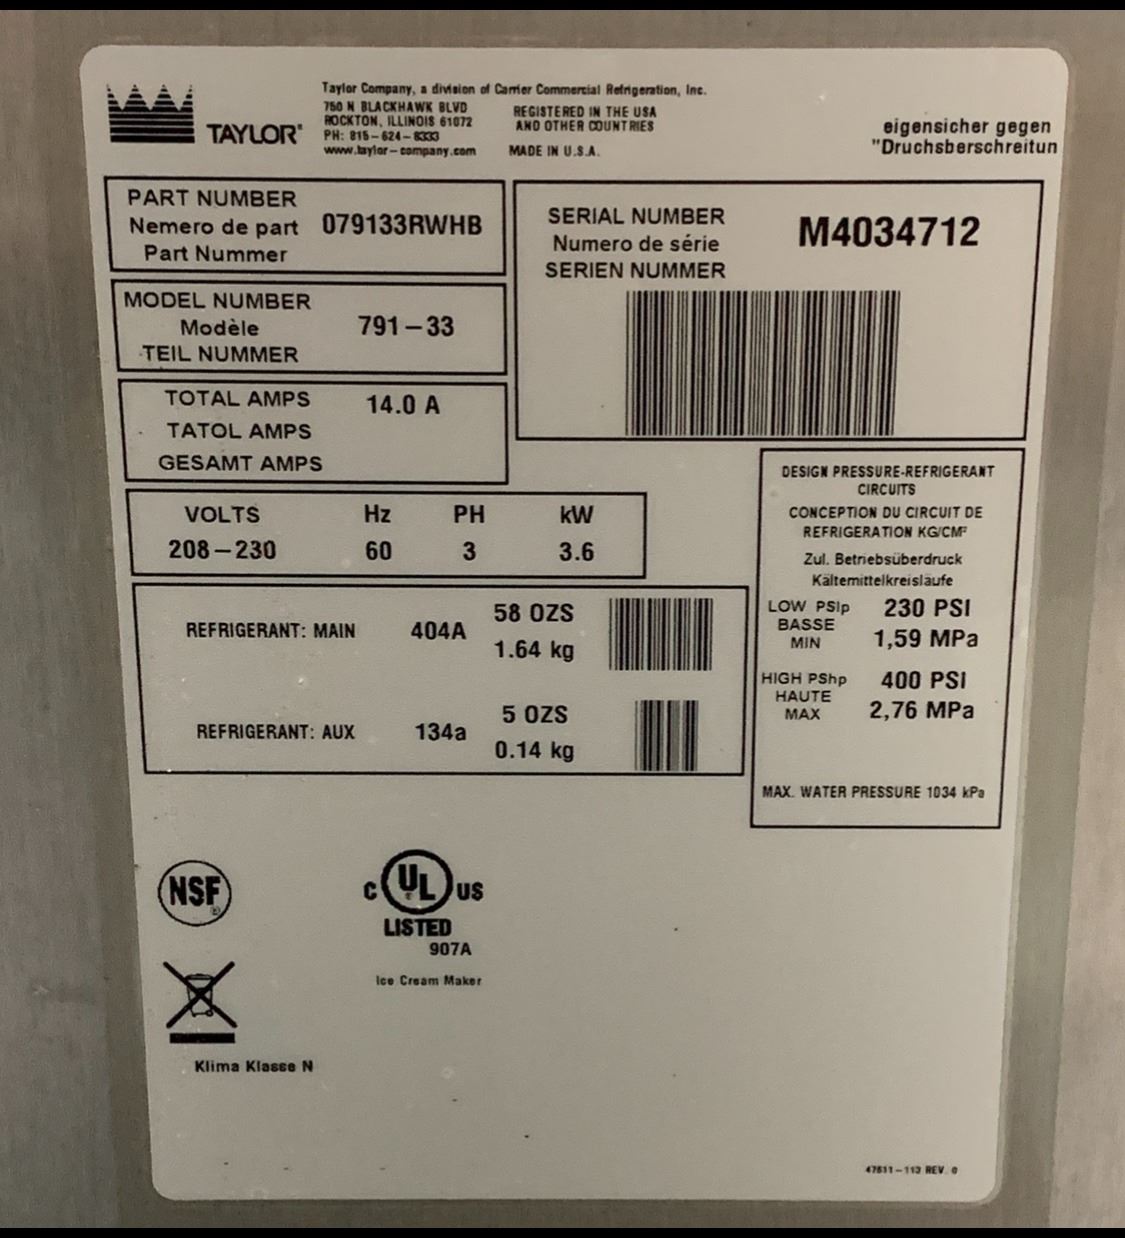 TAYLOR®
Taylor Company, a division of Carrier Commercial Refrigeration, Inc.
750 N BLACKHAWK BLVD
ROCKTON, ILLINOIS 61072
PH: 815-624-8333
www.taylor-company.com
REGISTERED IN THE USA
AND OTHER COUNTRIES
MADE IN U.S.A.
eigensicher gegen
"Druchsberschreitun
PART NUMBER
Nemero de part 079133RWHB
Part Nummer
SERIAL NUMBER
Numero de série M4034712
SERIEN NUMMER
MODEL NUMBER
Modèle 791-33
TEIL NUMMER
TOTAL AMPS 14.0 A
TATOL AMPS
GESAMT AMPS
VOLTS Hz PH kW
208-230 60 3 3.6
REFRIGERANT: MAIN 404A 58 OZS
1.64 kg
REFRIGERANT: AUX 134a 5 OZS
0.14 kg
DESIGN PRESSURE-REFRIGERANT
CIRCUITS
CONCEPTION DU CIRCUIT DE
REFRIGERATION KG/CM²
Zul. Betriebsüberdruck
Kältemittelkreisläufe
LOW PSIp 230 PSI
BASSE
MIN 1,59 MPa
HIGH PShp 400 PSI
HAUTE
MAX 2,76 MPa
MAX. WATER PRESSURE 1034 kPa
NSF®
C UL® US
LISTED
907A
Ice Cream Maker
Klima Klasse N
47811-113 REV. 0